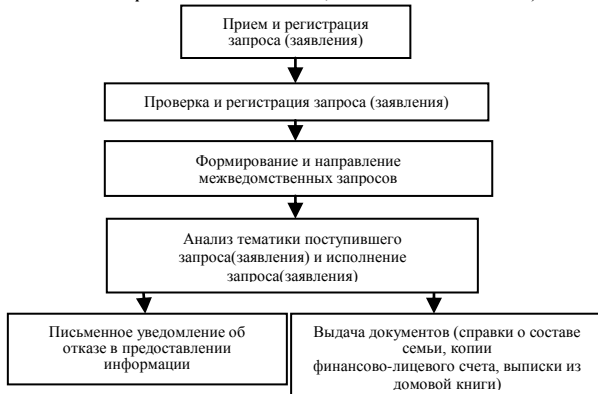 Прием и регистрация
запроса (заявления)
Проверка и регистрация запроса (заявления)
Формирование и направление
межведомственных запросов
Анализ тематики поступившего
запроса(заявления) и исполнение
запроса(заявления)
Письменное уведомление об
отказе в предоставлении
информации
Выдача документов (справки о составе
семьи, копии
финансово-лицевого счета, выписки из
домовой книги)